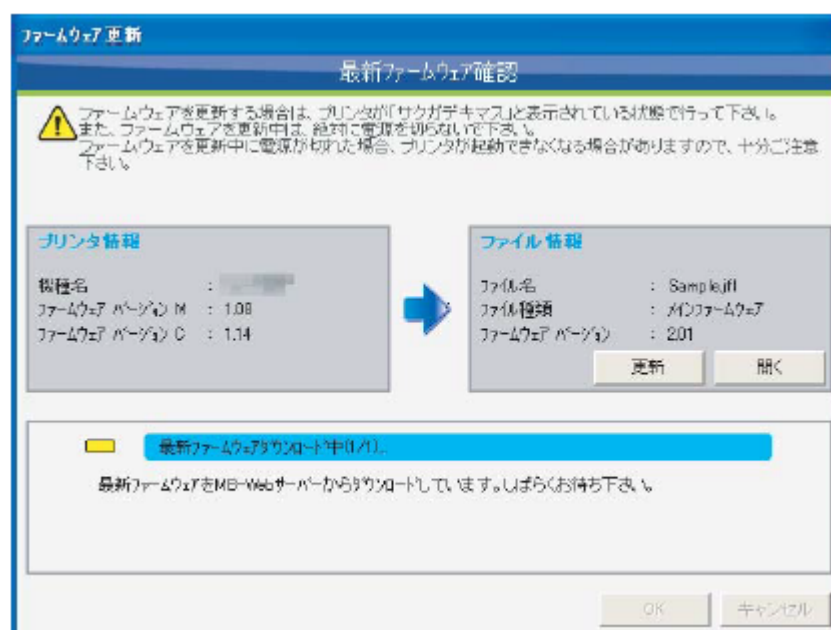 ファームウェア更新
最新ファームウェア確認
ファームウェアを更新する場合は、プリンタが「サクガデキマス」と表示されている状態で行って下さい。
また、ファームウェアを更新中は、絶対に電源を切らないで下さい。
ファームウェアを更新中に電源が切れた場合、プリンタが起動できなくなる場合がありますので、十分ご注意
下さい。
プリンタ情報
機種名 :
ファームウェア バージョン M : 1.08
ファームウェア バージョン C : 1.14
ファイル情報
ファイル名 : Sample.jfl
ファイル種類 : メインファームウェア
ファームウェア バージョン : 2.01
更新 開く
最新ファームウェアダウンロード中(1/1)...
最新ファームウェアをMB-Webサーバーからダウンロードしています。しばらくお待ち下さい。
OK キャンセル